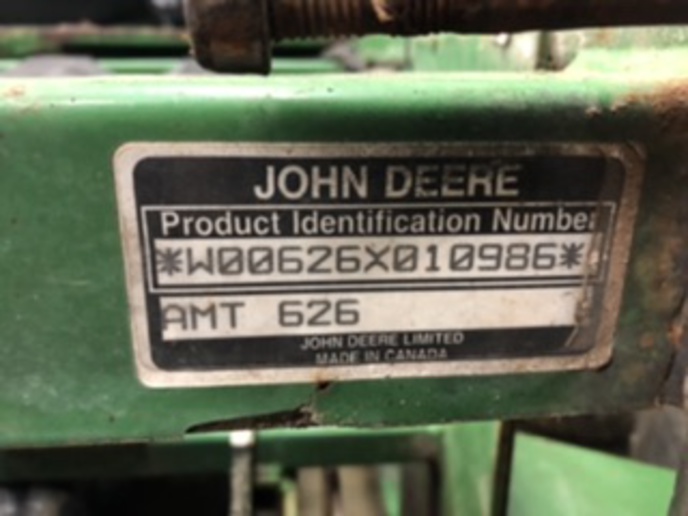 JOHN DEERE
Product Identification Number
*W00626X010986*
AMT 626
JOHN DEERE LIMITED
MADE IN CANADA